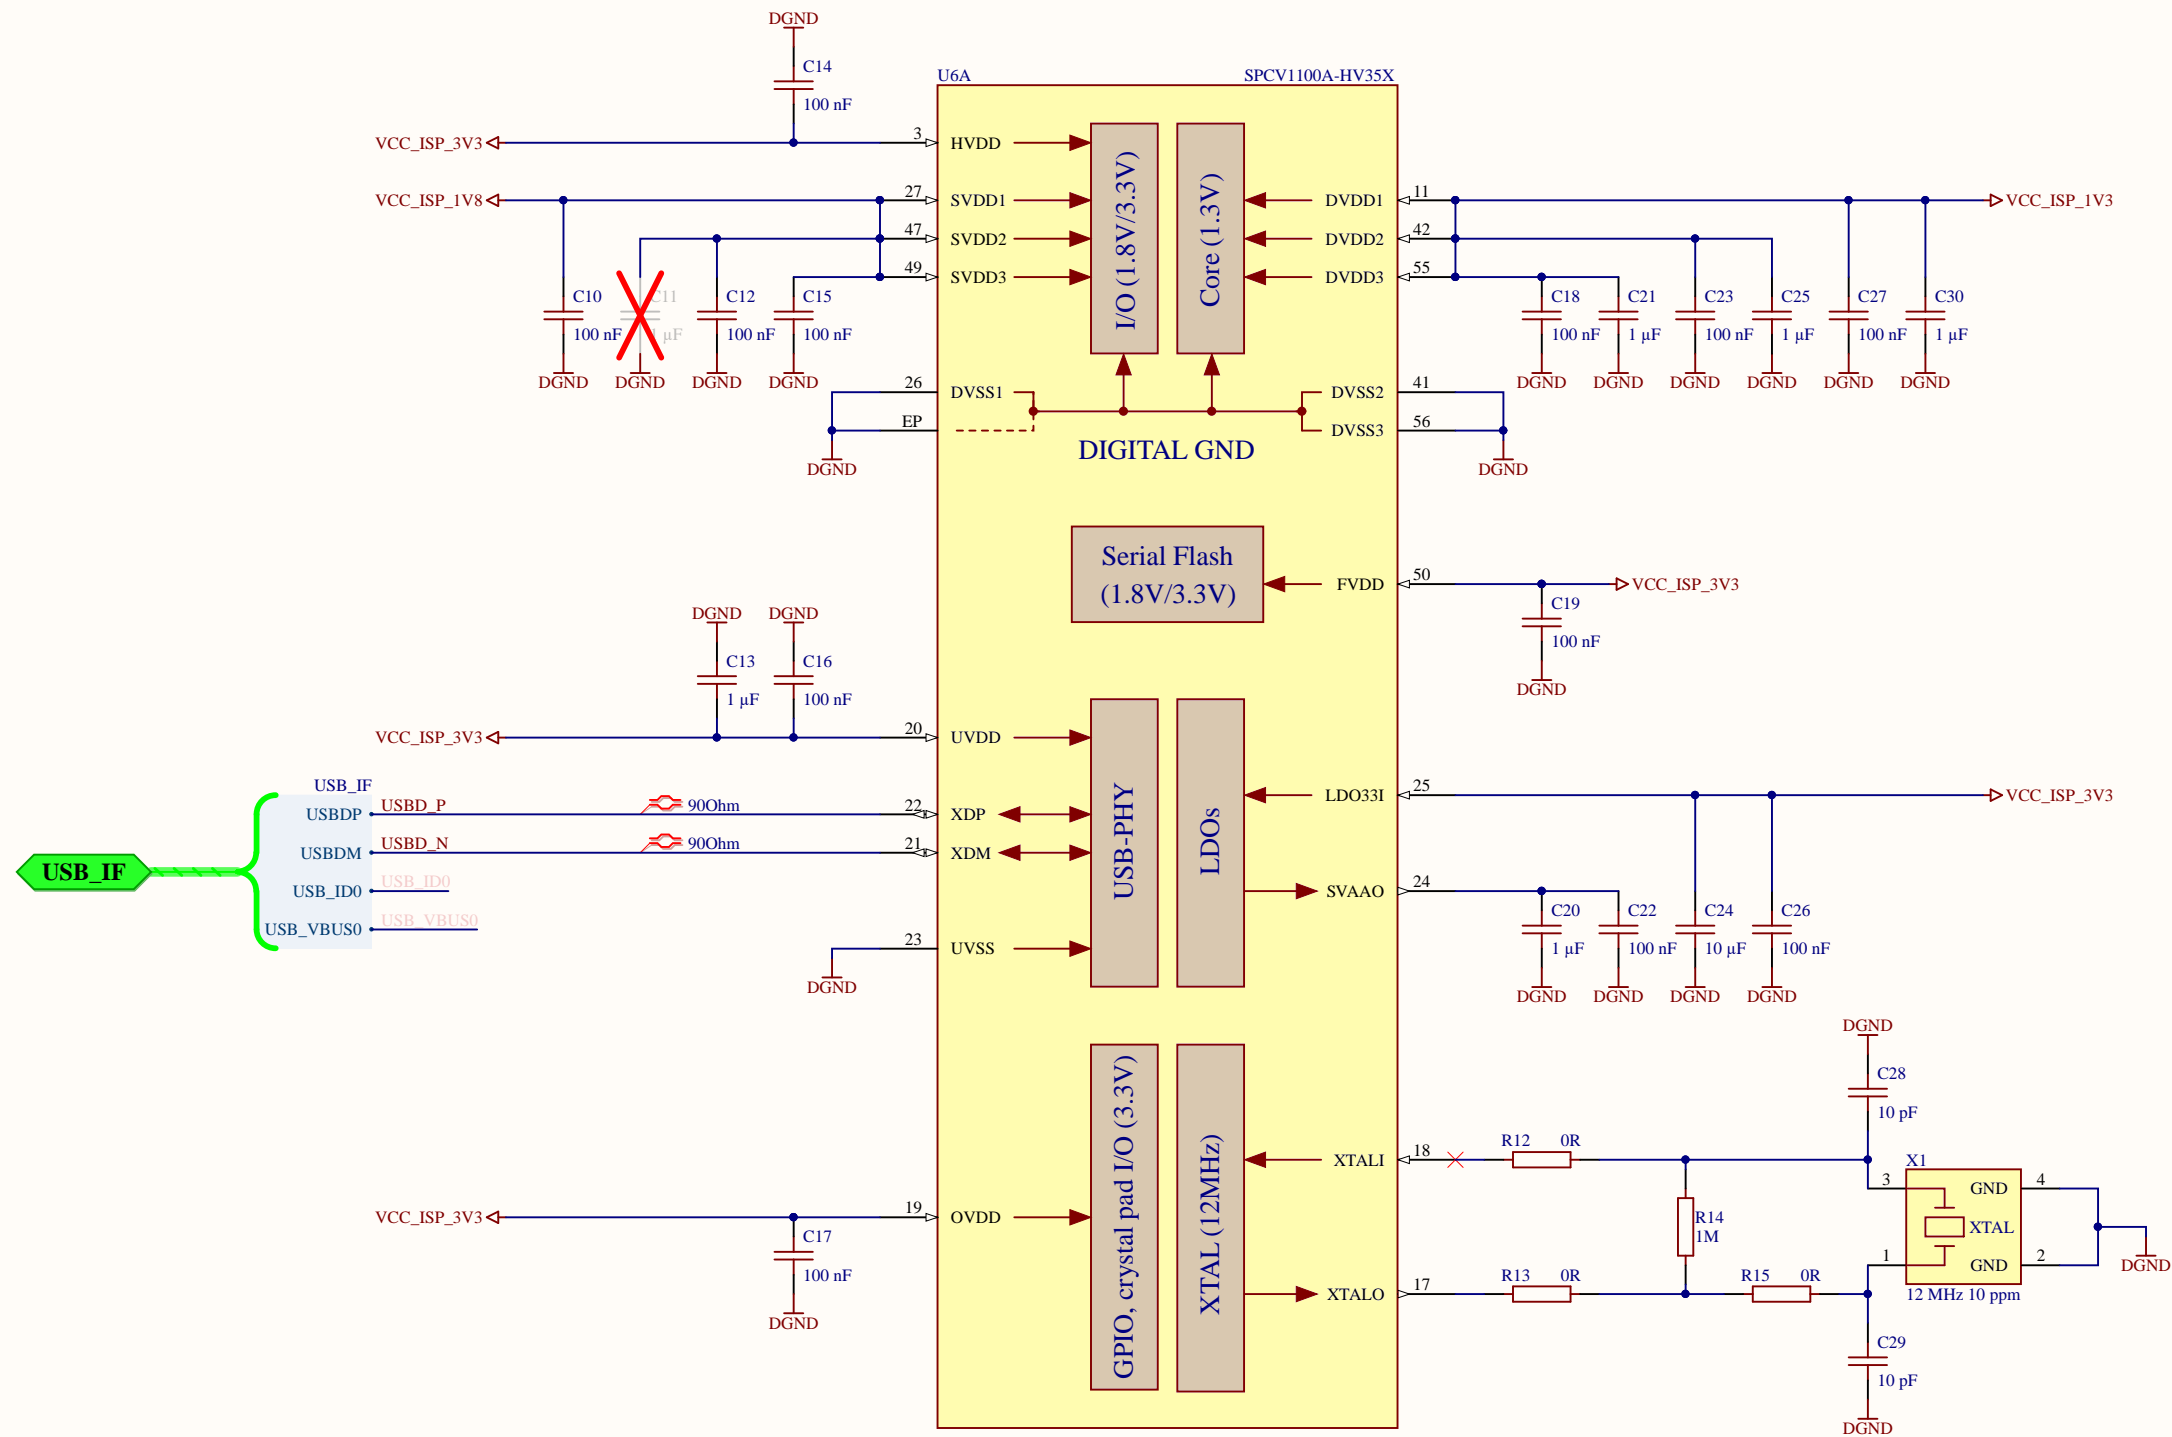 DGND
C14
100 nF
U6A
SPCV1100A-HV35X
VCC_ISP_3V3
3
HVDD
VCC_ISP_1V8
27
SVDD1
47
SVDD2
49
SVDD3
I/O (1.8V/3.3V)
Core (1.3V)
DVDD1
11
VCC_ISP_1V3
DVDD2
42
DVDD3
55
C10
100 nF
DGND
C11
1 µF
DGND
C12
100 nF
DGND
C15
100 nF
DGND
C18
100 nF
DGND
C21
1 µF
DGND
C23
100 nF
DGND
C25
1 µF
DGND
C27
100 nF
DGND
C30
1 µF
DGND
26
DVSS1
EP
DGND
DVSS2
41
DVSS3
56
DGND
DIGITAL GND
Serial Flash
(1.8V/3.3V)
FVDD
50
VCC_ISP_3V3
C19
100 nF
DGND
DGND
C13
1 µF
DGND
C16
100 nF
VCC_ISP_3V3
20
UVDD
USB_IF
USB_IF
USBDP
USBD_P
90Ohm
22
XDP
USBDM
USBD_N
90Ohm
21
XDM
USB_ID0
USB_ID0
USB_VBUS0
USB_VBUS0
23
UVSS
DGND
USB-PHY
LDOs
LDO33I
25
VCC_ISP_3V3
SVAAO
24
C20
1 µF
DGND
C22
100 nF
DGND
C24
10 µF
DGND
C26
100 nF
DGND
GPIO, crystal pad I/O (3.3V)
XTAL (12MHz)
VCC_ISP_3V3
19
OVDD
C17
100 nF
DGND
XTALI
18
R12
0R
XTALO
17
R13
0R
R14
1M
R15
0R
DGND
C28
10 pF
X1
3
GND
4
XTAL
1
GND
2
12 MHz 10 ppm
DGND
C29
10 pF
DGND